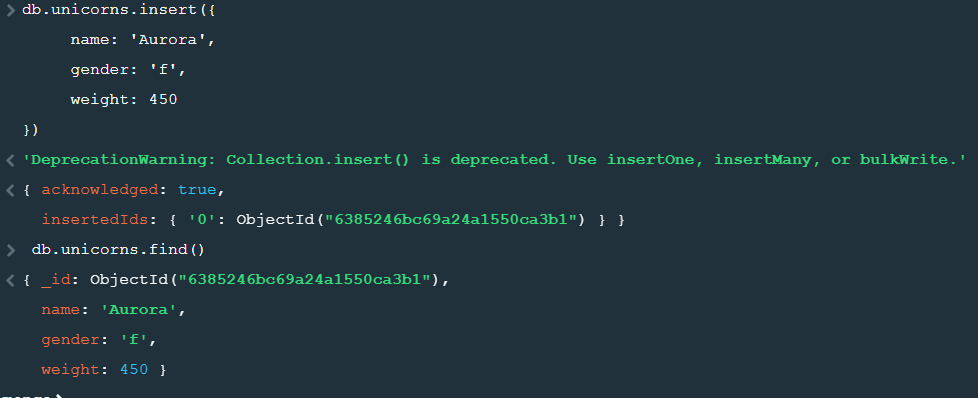 > db.unicorns.insert({
name: 'Aurora',
gender: 'f',
weight: 450
})
< 'DeprecationWarning: Collection.insert() is deprecated. Use insertOne, insertMany, or bulkWrite.'
< { acknowledged: true,
insertedIds: { '0': ObjectId("6385246bc69a24a1550ca3b1") } }
> db.unicorns.find()
< { _id: ObjectId("6385246bc69a24a1550ca3b1"),
name: 'Aurora',
gender: 'f',
weight: 450 }